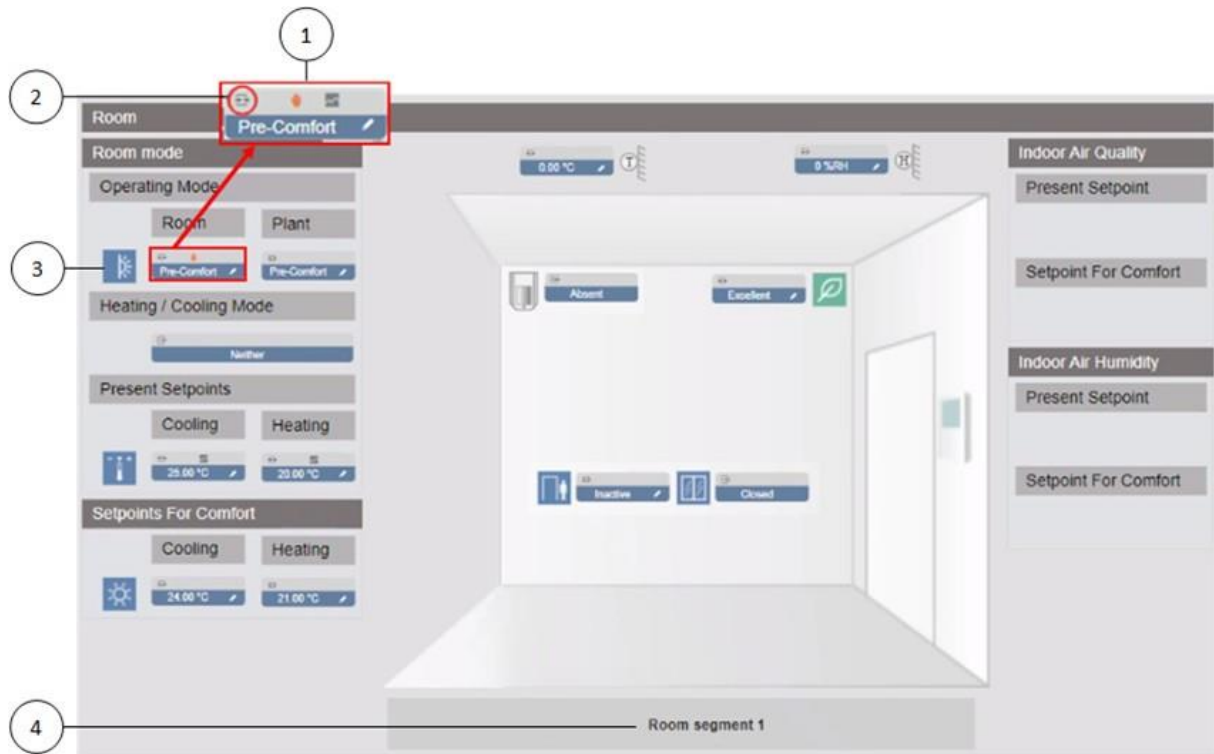 1
2
Pre-Comfort
Room
Room mode
Operating Mode
Room Plant
3
Pre-Comfort Pre-Comfort
Heating / Cooling Mode
Neither
Present Setpoints
Cooling Heating
25.00 °C 20.00 °C
Setpoints For Comfort
Cooling Heating
24.00 °C 21.00 °C
0.00 °C T
0 %RH H
Absent Excellent
Inactive Closed
Indoor Air Quality
Present Setpoint
Setpoint For Comfort
Indoor Air Humidity
Present Setpoint
Setpoint For Comfort
4
Room segment 1